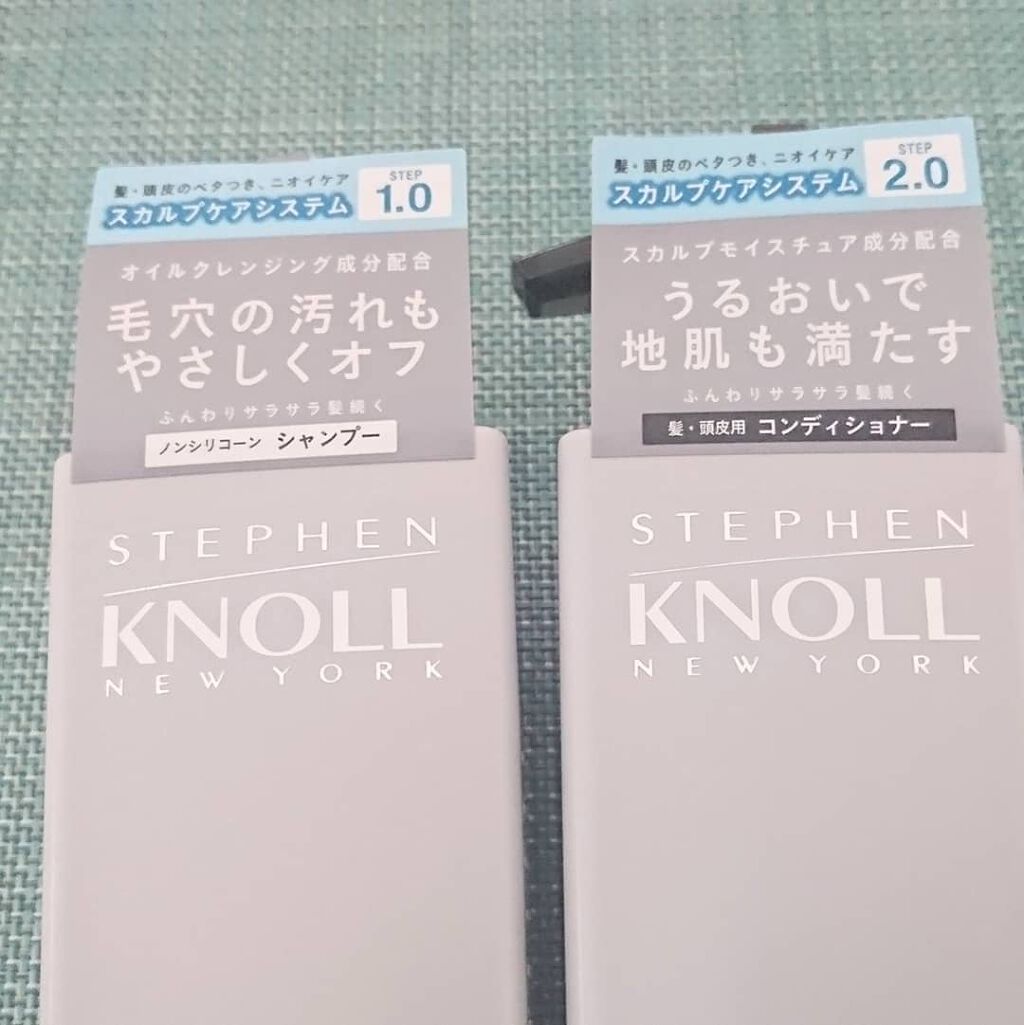 髪・頭皮のベタつき、ニオイケア
スカルプケアシステム
STEP
1.0
オイルクレンジング成分配合
毛穴の汚れも
やさしくオフ
ふんわりサラサラ髪続く
ノンシリコーン シャンプー
STEPHEN
KNOLL
NEW YORK
髪・頭皮のベタつき、ニオイケア
スカルプケアシステム
STEP
2.0
スカルプモイスチュア成分配合
うるおいで
地肌も満たす
ふんわりサラサラ髪続く
髪・頭皮用 コンディショナー
STEPHEN
KNOLL
NEW YORK